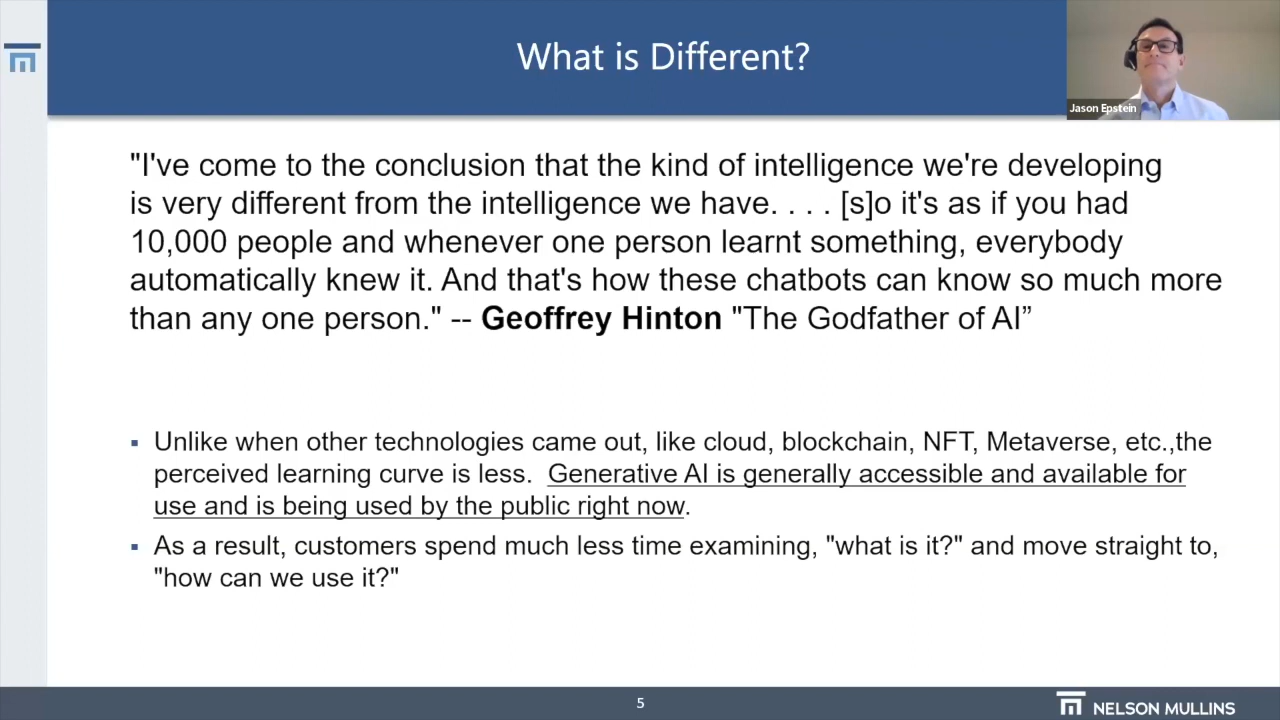 What is Different?
Jason Epstein
"I've come to the conclusion that the kind of intelligence we're developing
is very different from the intelligence we have. . . . [s]o it's as if you had
10,000 people and whenever one person learnt something, everybody
automatically knew it. And that's how these chatbots can know so much more
than any one person." -- Geoffrey Hinton "The Godfather of AI”
▪ Unlike when other technologies came out, like cloud, blockchain, NFT, Metaverse, etc.,the
perceived learning curve is less. Generative AI is generally accessible and available for
use and is being used by the public right now.
▪ As a result, customers spend much less time examining, "what is it?" and move straight to,
"how can we use it?"
5
NELSON MULLINS